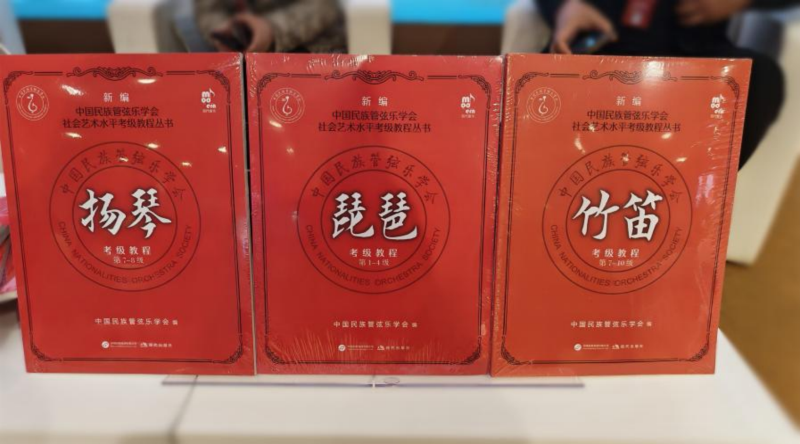 新编
中国民族管弦乐学会
社会艺术水平考级教程丛书
中国民族管弦乐学会
扬琴
考级教程
第7-8级
CHINA NATIONALITIES ORCHESTRA SOCIETY
中国民族管弦乐学会 编
新编
中国民族管弦乐学会
社会艺术水平考级教程丛书
中国民族管弦乐学会
琵琶
考级教程
第1-4级
CHINA NATIONALITIES ORCHESTRA SOCIETY
中国民族管弦乐学会 编
新编
中国民族管弦乐学会
社会艺术水平考级教程丛书
中国民族管弦乐学会
竹笛
考级教程
第7-10级
CHINA NATIONALITIES ORCHESTRA SOCIETY
中国民族管弦乐学会 编